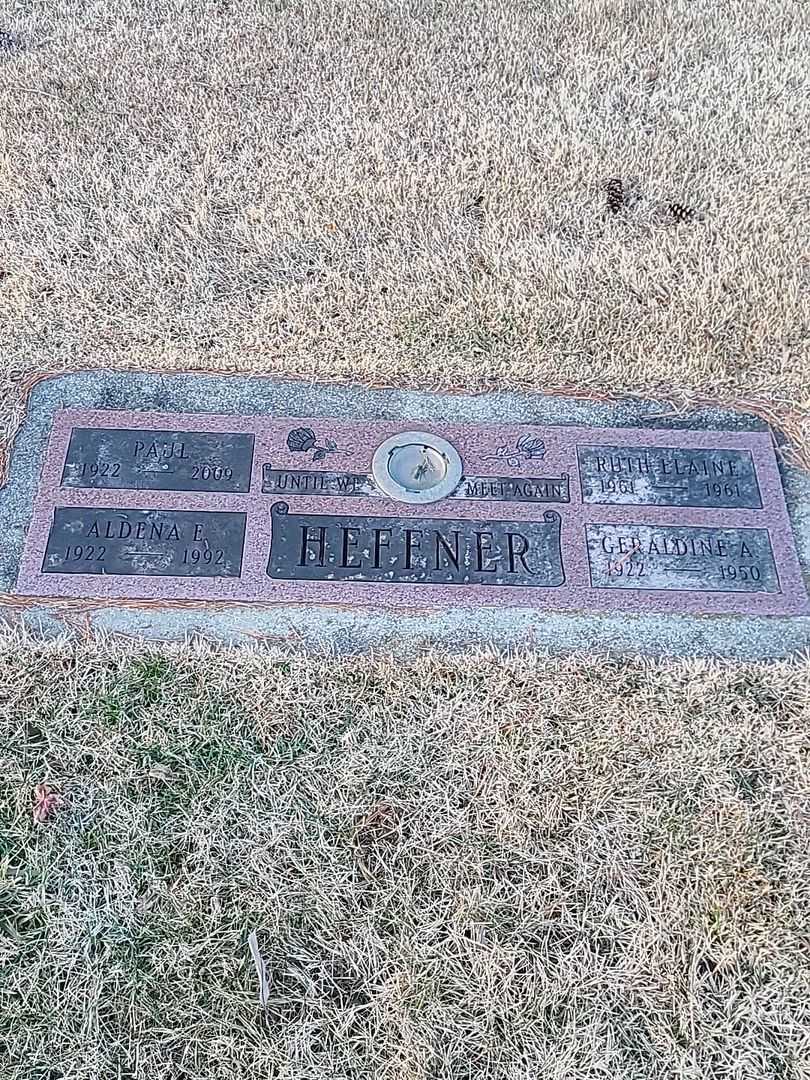 PAUL
1922 — 2009
ALDENA E.
1922 — 1992
UNTIL WE MEET AGAIN
HEFFNER
RUTH ELAINE
1961 — 1961
GERALDINE A.
1922 — 1950